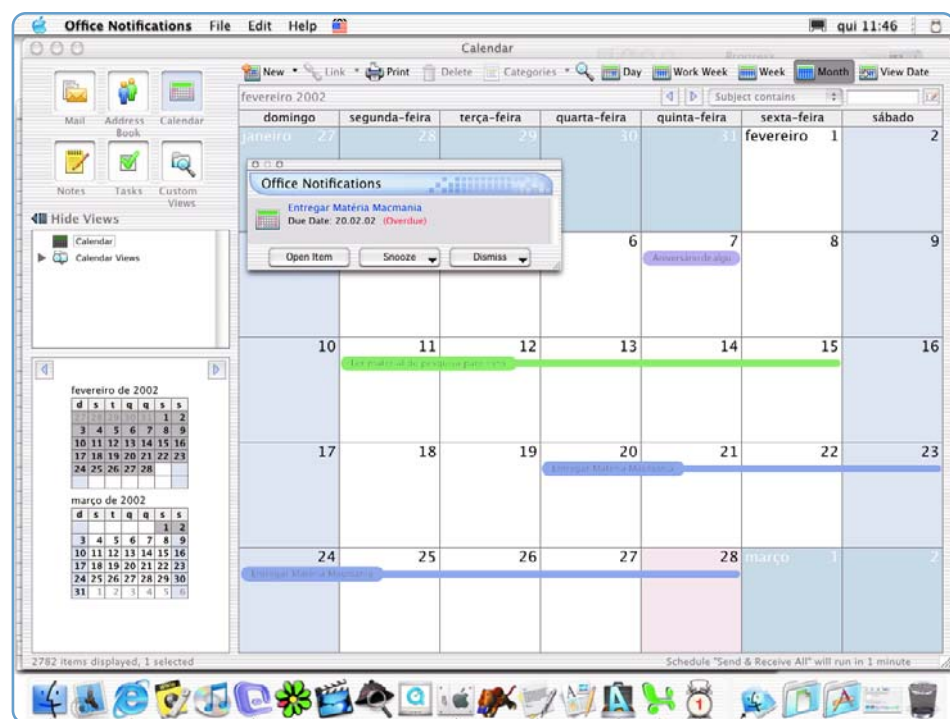 Office Notifications File Edit Help qui 11:46
Calendar
New Link Print Delete Categories Day Work Week Week Month View Date
Mail Address Book Calendar
Notes Tasks Custom Views
Hide Views
Calendar
Calendar Views
fevereiro 2002 Subject contains
domingo segunda-feira terça-feira quarta-feira quinta-feira sexta-feira sábado
janeiro 27 28 29 30 31 fevereiro 1 2
Office Notifications
Entregar Matéria Macmania
Due Date: 20.02.02 (Overdue)
Open Item Snooze Dismiss
6 7 8 9
Aniversário de
10 11 12 13 14 15 16
17 18 19 20 21 22 23
Entregar Matéria Macmania
24 25 26 27 28 março 1 2
Entregar Matéria Macmania
fevereiro de 2002
d s t q q s s
27 28 29 30 31 1 2
3 4 5 6 7 8 9
10 11 12 13 14 15 16
17 18 19 20 21 22 23
24 25 26 27 28
março de 2002
d s t q q s s
1 2
3 4 5 6 7 8 9
10 11 12 13 14 15 16
17 18 19 20 21 22 23
24 25 26 27 28 29 30
31 1 2 3 4 5 6
2782 items displayed, 1 selected
Schedule "Send & Receive All" will run in 1 minute